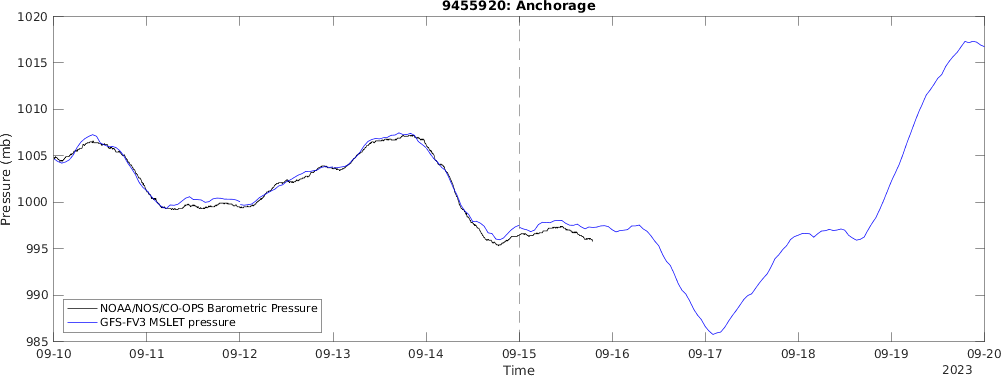 9455920: Anchorage
1020
1015
1010
1005
1000
995
990
985
Pressure (mb)
NOAA/NOS/CO-OPS Barometric Pressure
GFS-FV3 MSLET pressure
09-10 09-11 09-12 09-13 09-14 09-15 09-16 09-17 09-18 09-19 09-20
Time
2023